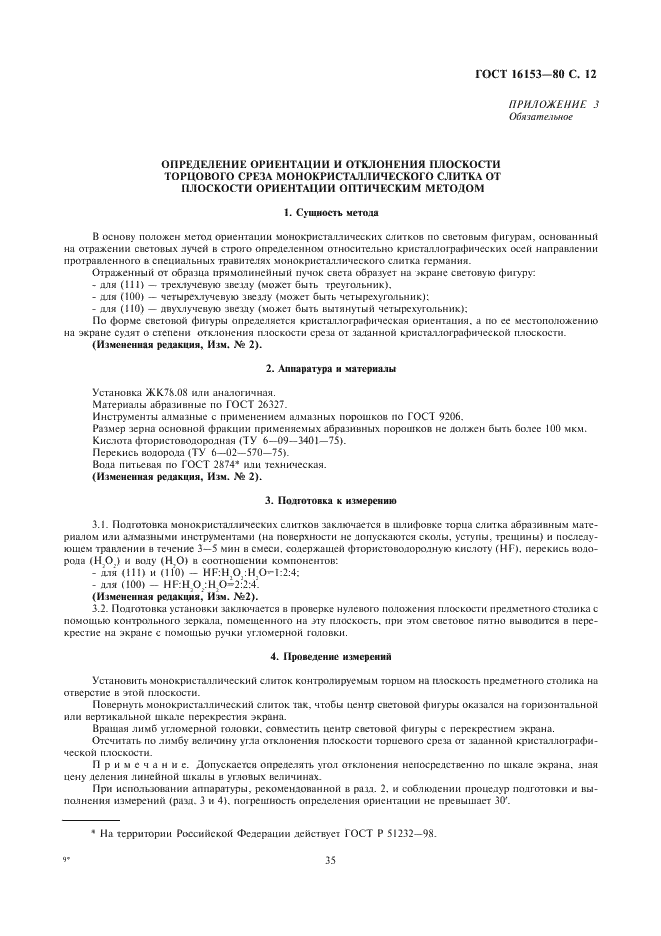 ГОСТ 16153—80 С. 12
ПРИЛОЖЕНИЕ 3
Обязательное
ОПРЕДЕЛЕНИЕ ОРИЕНТАЦИИ И ОТКЛОНЕНИЯ ПЛОСКОСТИ
ТОРЦОВОГО СРЕЗА МОНОКРИСТАЛЛИЧЕСКОГО СЛИТКА ОТ
ПЛОСКОСТИ ОРИЕНТАЦИИ ОПТИЧЕСКИМ МЕТОДОМ
1. Сущность метода
В основу положен метод ориентации монокристаллических слитков по световым фигурам, основанный
на отражении световых лучей в строго определенном относительно кристаллографических осей направлении
протравленного в специальных травителях монокристаллического слитка германия.
Отраженный от образца прямолинейный пучок света образует на экране световую фигуру:
- для (111) — трехлучевую звезду (может быть треугольник),
- для (100) — четырехлучевую звезду (может быть четырехугольник);
- для (110) — двухлучевую звезду (может быть вытянутый четырехугольник);
По форме световой фигуры определяется кристаллографическая ориентация, а по ее местоположению
на экране судят о степени отклонения плоскости среза от заданной кристаллографической плоскости.
(Измененная редакция, Изм. № 2).
2. Аппаратура и материалы
Установка ЖК78.08 или аналогичная.
Материалы абразивные по ГОСТ 26327.
Инструменты алмазные с применением алмазных порошков по ГОСТ 9206.
Размер зерна основной фракции применяемых абразивных порошков не должен быть более 100 мкм.
Кислота фтористоводородная (ТУ 6—09—3401—75).
Перекись водорода (ТУ 6—02—570—75).
Вода питьевая по ГОСТ 2874* или техническая.
(Измененная редакция, Изм. № 2).
3. Подготовка к измерению
3.1. Подготовка монокристаллических слитков заключается в шлифовке торца слитка абразивным мате-
риалом или алмазными инструментами (на поверхности не допускаются сколы, уступы, трещины) и последу-
ющем травлении в течение 3—5 мин в смеси, содержащей фтористоводородную кислоту (HF), перекись водо-
рода (H₂O₂) и воду (H₂O) в соотношении компонентов:
- для (111) и (110) — HF:H₂O₂:H₂O=1:2:4;
- для (100) — HF:H₂O₂:H₂O=2:2:4.
(Измененная редакция, Изм. №2).
3.2. Подготовка установки заключается в проверке нулевого положения плоскости предметного столика с
помощью контрольного зеркала, помещенного на эту плоскость, при этом световое пятно выводится в пере-
крестие на экране с помощью ручки угломерной головки.
4. Проведение измерений
Установить монокристаллический слиток контролируемым торцом на плоскость предметного столика на
отверстие в этой плоскости.
Повернуть монокристаллический слиток так, чтобы центр световой фигуры оказался на горизонтальной
или вертикальной шкале перекрестия экрана.
Вращая лимб угломерной головки, совместить центр световой фигуры с перекрестием экрана.
Отсчитать по лимбу величину угла отклонения плоскости торцевого среза от заданной кристаллографи-
ческой плоскости.
П р и м е ч а н и е. Допускается определять угол отклонения непосредственно по шкале экрана, зная
цену деления линейной шкалы в угловых величинах.
При использовании аппаратуры, рекомендованной в разд. 2, и соблюдении процедур подготовки и вы-
полнения измерений (разд. 3 и 4), погрешность определения ориентации не превышает 30′.
* На территории Российской Федерации действует ГОСТ Р 51232—98.
9*
35